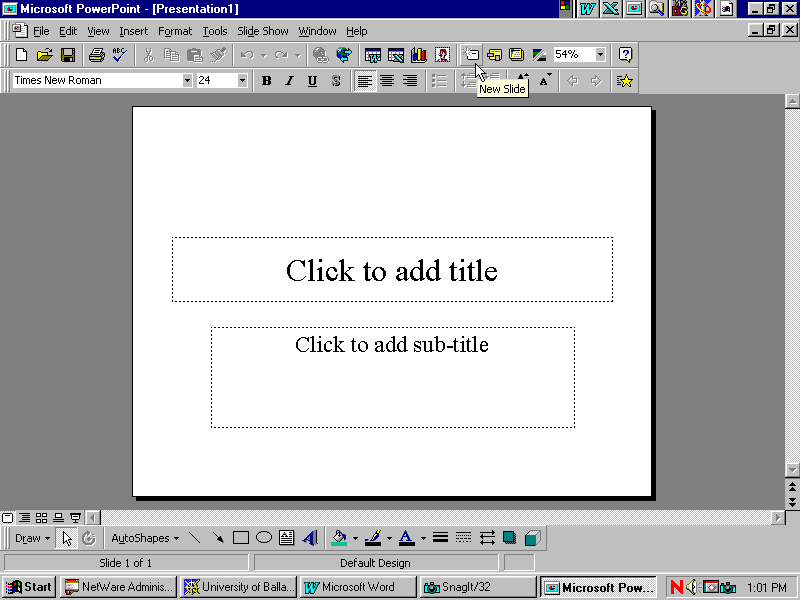 Microsoft PowerPoint - [Presentation1]
File Edit View Insert Format Tools Slide Show Window Help
54%
Times New Roman 24 B I U S
New Slide
Click to add title
Click to add sub-title
Draw AutoShapes
Slide 1 of 1 Default Design
Start NetWare Adminis... University of Balla... Microsoft Word SnagIt/32 Microsoft Pow... 1:01 PM